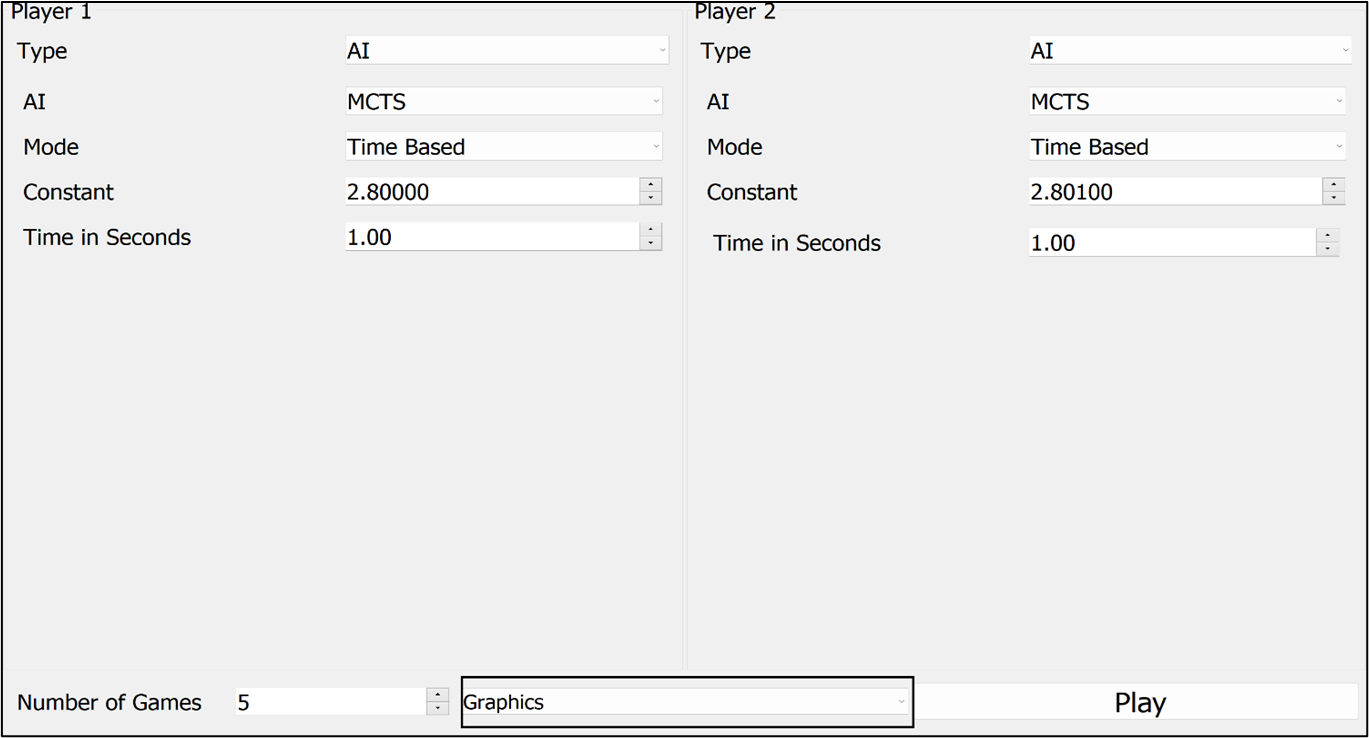 Player 1
Type AI
AI MCTS
Mode Time Based
Constant 2.80000
Time in Seconds 1.00
Player 2
Type AI
AI MCTS
Mode Time Based
Constant 2.80100
Time in Seconds 1.00
Number of Games 5 Graphics Play